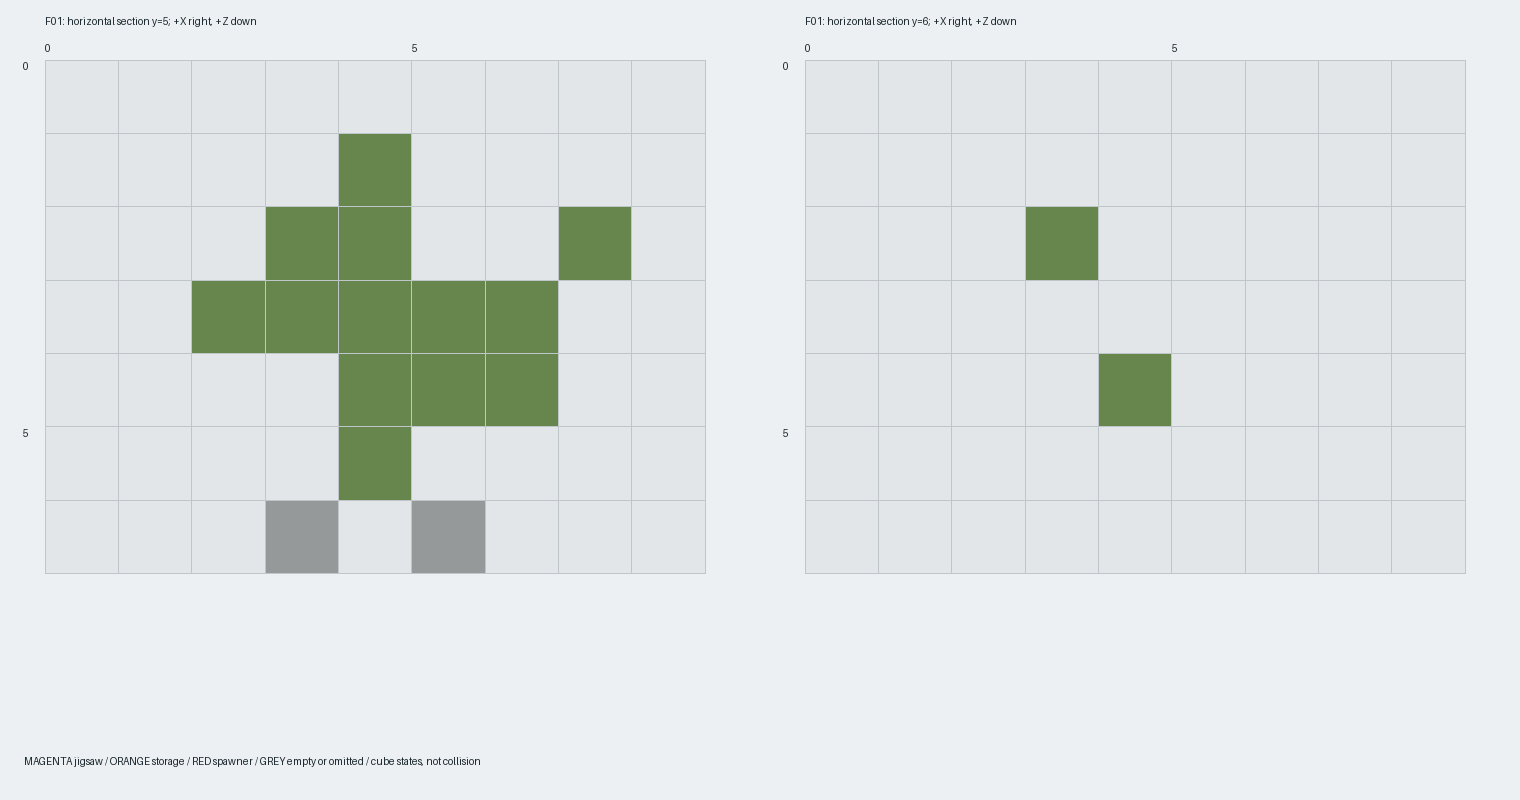 F01: horizontal section y=5; +X right, +Z down
F01: horizontal section y=6; +X right, +Z down
0 5
0 5
0
0
5
5
MAGENTA jigsaw / ORANGE storage / RED spawner / GREY empty or omitted / cube states, not collision